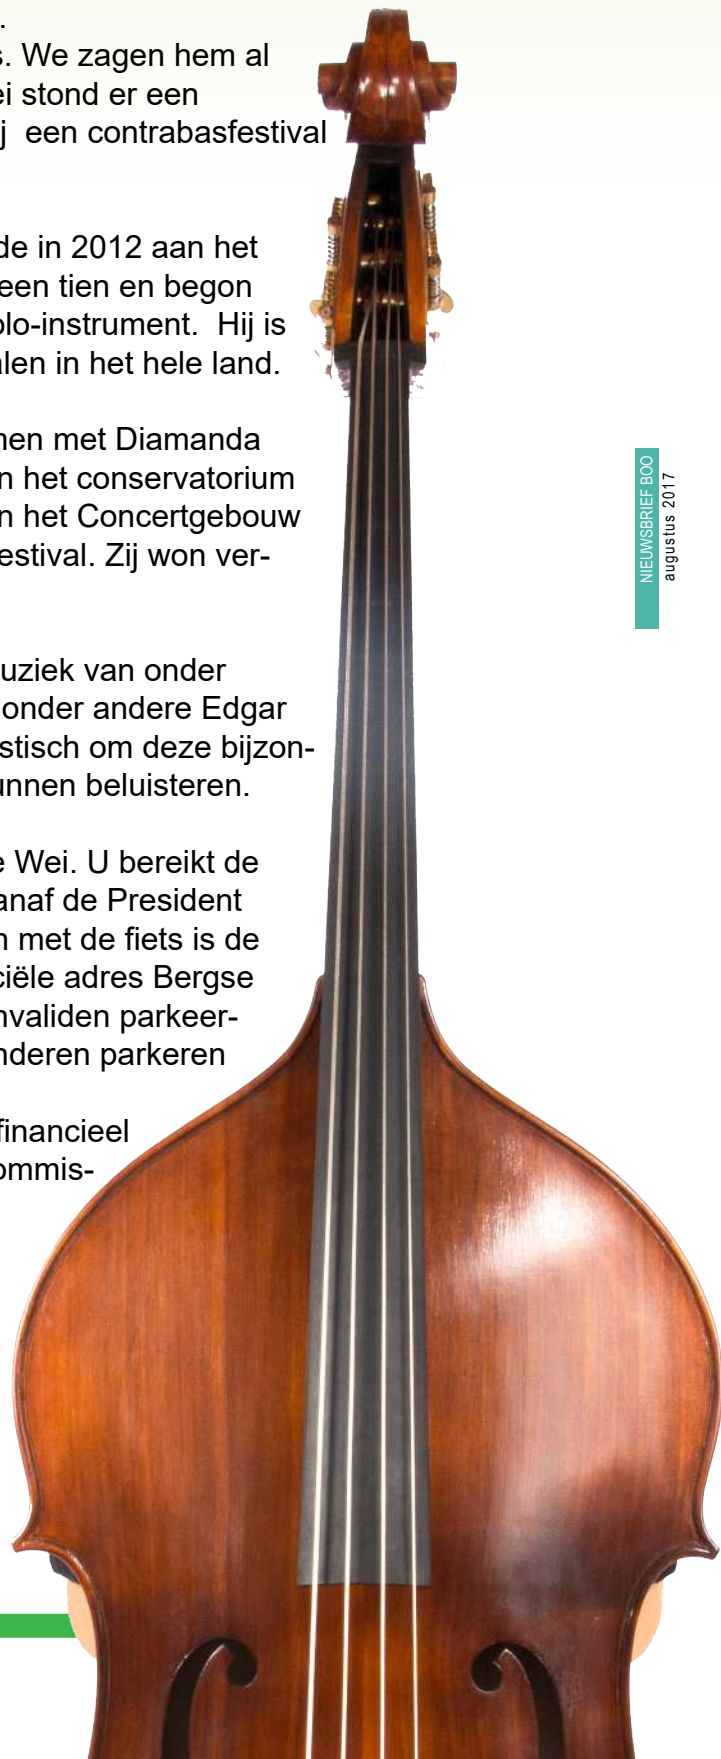 .
s. We zagen hem al
ei stond er een
j een contrabasfestival
de in 2012 aan het
een tien en begon
olo-instrument. Hij is
alen in het hele land.
men met Diamanda
n het conservatorium
n het Concertgebouw
estival. Zij won ver-
uziek van onder
onder andere Edgar
stisch om deze bijzon-
unnen beluisteren.
e Wei. U bereikt de
anaf de President
n met de fiets is de
ciële adres Bergse
nvaliden parkeer-
nderen parkeren
financieel
ommis-
NIEUWSBRIEF BOO
augustus 2017